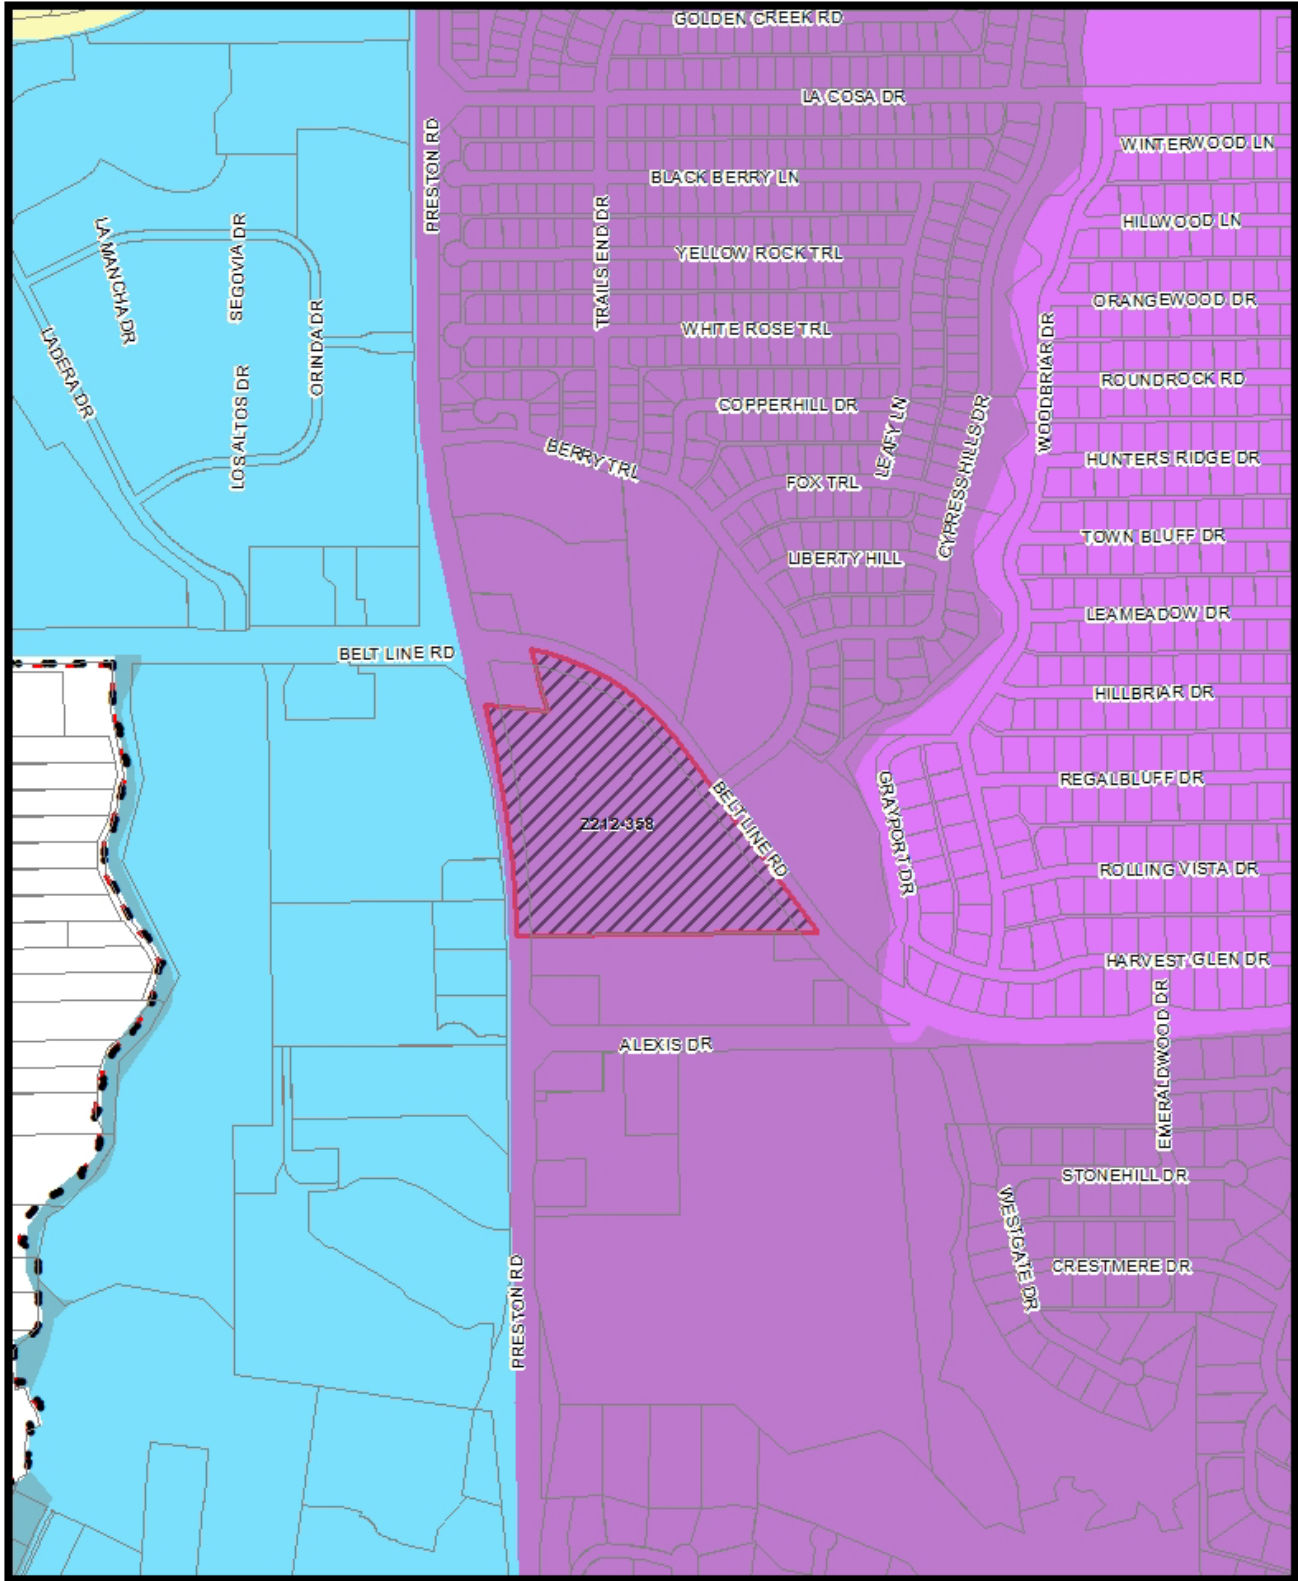 GOLDEN CREEK RD
LA COSA DR
PRESTON RD
WINTERWOOD LN
BLACK BERRY LN
TRAILS END DR
LA MANCHA DR
SEGOVIA DR
HILLWOOD LN
YELLOW ROCK TRL
ORANGEWOOD DR
ORINDA DR
LADERA DR
WHITE ROSE TRL
WOODBRIAR DR
ROUNDROCK RD
LOS ALTOS DR
COPPERHILL DR
LEAFY LN
CYPRESS HILLS DR
BERRY TRL
HUNTERS RIDGE DR
FOX TRL
TOWN BLUFF DR
LIBERTY HILL
LEAMEADOW DR
BELT LINE RD
HILLBRIAR DR
REGALBLUFF DR
BELT LINE RD
GRAYPORT DR
Z212-358
ROLLING VISTA DR
HARVEST GLEN DR
EMERALDWOOD DR
ALEXIS DR
STONEHILL DR
WESTGATE DR
CRESTMERE DR
PRESTON RD